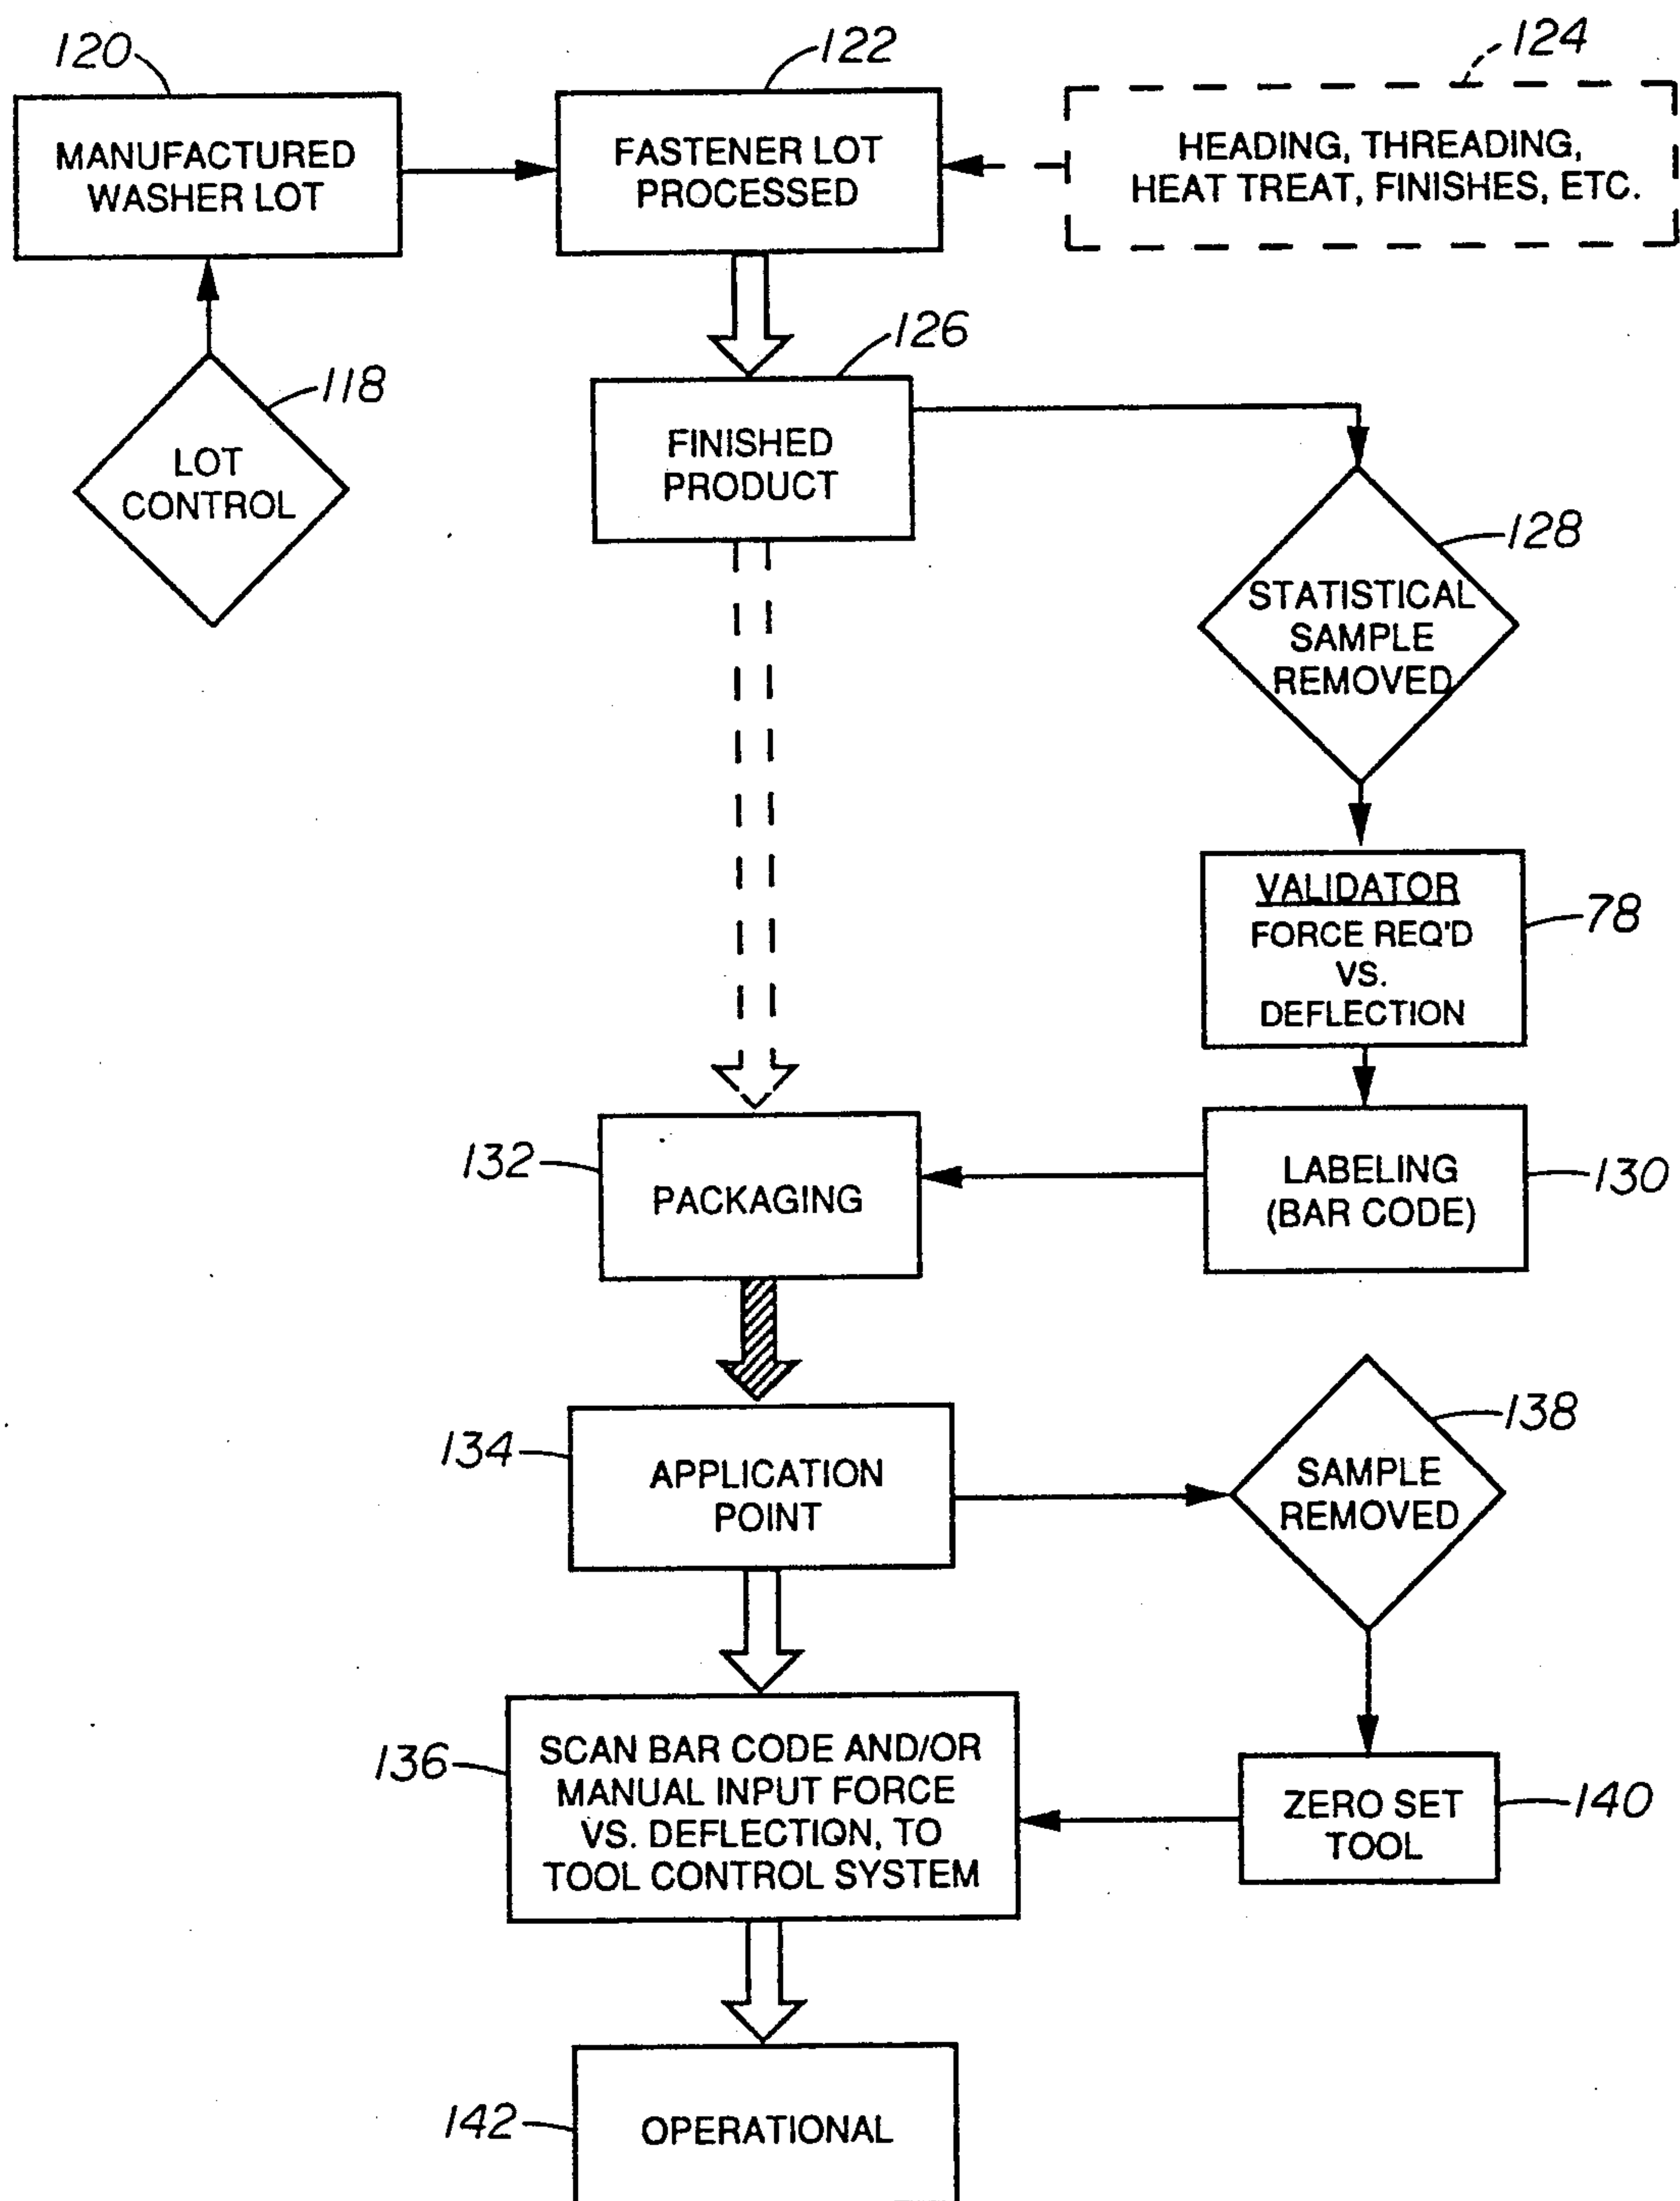 120
122
124
MANUFACTURED
WASHER LOT
FASTENER LOT
PROCESSED
HEADING, THREADING,
HEAT TREAT, FINISHES, ETC.
118
LOT
CONTROL
126
FINISHED
PRODUCT
128
STATISTICAL
SAMPLE
REMOVED
VALIDATOR
FORCE REQ'D
VS.
DEFLECTION
78
132
PACKAGING
LABELING
(BAR CODE)
130
134
APPLICATION
POINT
138
SAMPLE
REMOVED
136
SCAN BAR CODE AND/OR
MANUAL INPUT FORCE
VS. DEFLECTION, TO
TOOL CONTROL SYSTEM
ZERO SET
TOOL
140
142
OPERATIONAL